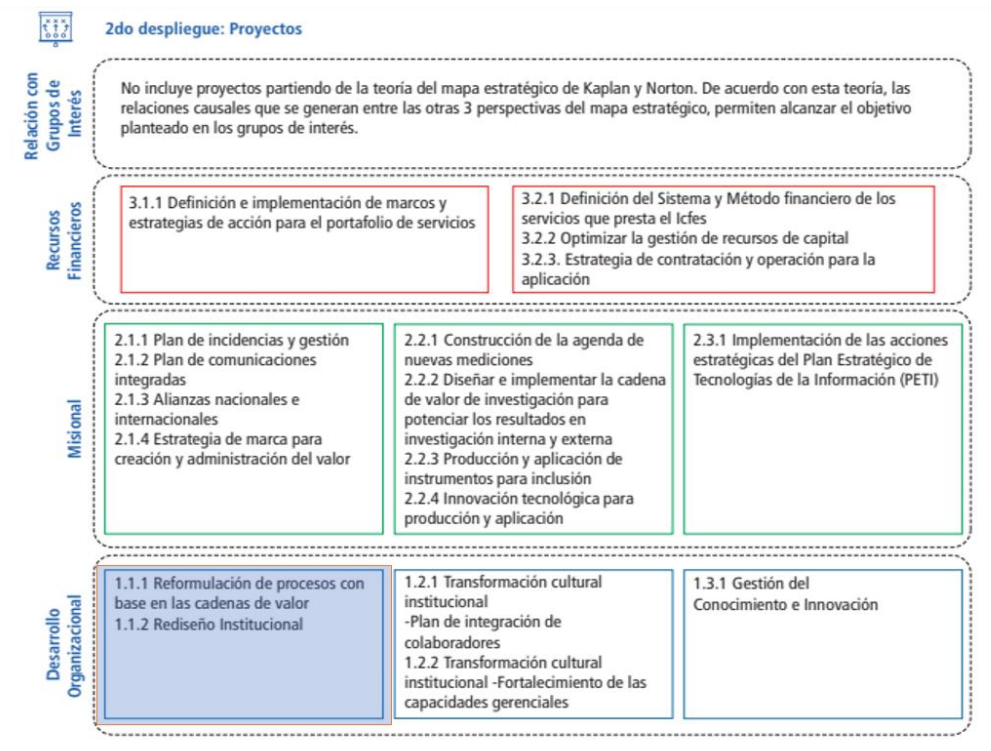 2do despliegue: Proyectos
Relación con
Grupos de
Interés
No incluye proyectos partiendo de la teoría del mapa estratégico de Kaplan y Norton. De acuerdo con esta teoría, las
relaciones causales que se generan entre las otras 3 perspectivas del mapa estratégico, permiten alcanzar el objetivo
planteado en los grupos de interés.
Recursos
Financieros
3.1.1 Definición e implementación de marcos y
estrategias de acción para el portafolio de servicios
3.2.1 Definición del Sistema y Método financiero de los
servicios que presta el Icfes
3.2.2 Optimizar la gestión de recursos de capital
3.2.3. Estrategia de contratación y operación para la
aplicación
Misional
2.1.1 Plan de incidencias y gestión
2.1.2 Plan de comunicaciones
integradas
2.1.3 Alianzas nacionales e
internacionales
2.1.4 Estrategia de marca para
creación y administración del valor
2.2.1 Construcción de la agenda de
nuevas mediciones
2.2.2 Diseñar e implementar la cadena
de valor de investigación para
potenciar los resultados en
investigación interna y externa
2.2.3 Producción y aplicación de
instrumentos para inclusión
2.2.4 Innovación tecnológica para
producción y aplicación
2.3.1 Implementación de las acciones
estratégicas del Plan Estratégico de
Tecnologías de la Información (PETI)
Desarrollo
Organizacional
1.1.1 Reformulación de procesos con
base en las cadenas de valor
1.1.2 Rediseño Institucional
1.2.1 Transformación cultural
institucional
-Plan de integración de
colaboradores
1.2.2 Transformación cultural
institucional -Fortalecimiento de las
capacidades gerenciales
1.3.1 Gestión del
Conocimiento e Innovación